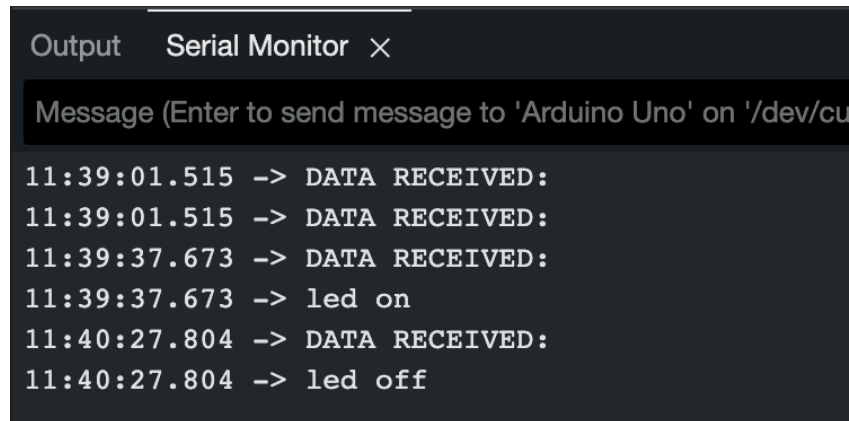 Output Serial Monitor ×
Message (Enter to send message to 'Arduino Uno' on '/dev/cu
11:39:01.515 -> DATA RECEIVED:
11:39:01.515 -> DATA RECEIVED:
11:39:37.673 -> DATA RECEIVED:
11:39:37.673 -> led on
11:40:27.804 -> DATA RECEIVED:
11:40:27.804 -> led off